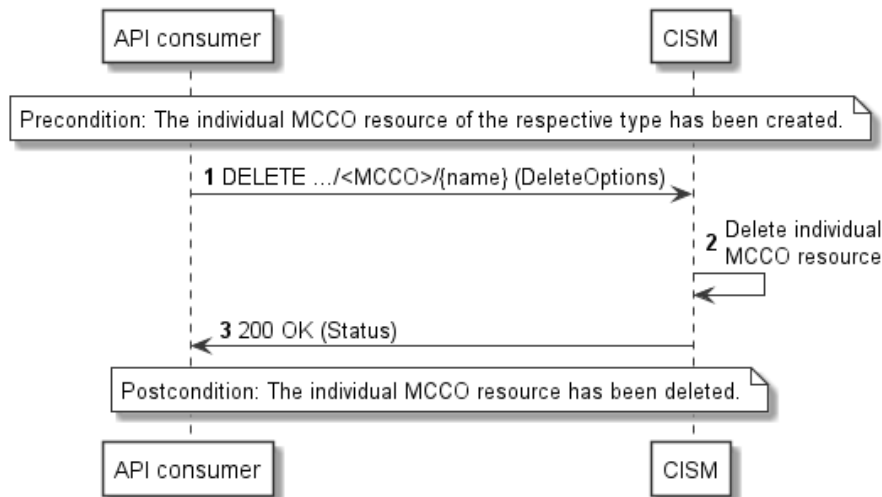 API consumer
CISM
Precondition: The individual MCCO resource of the respective type has been created.
1 DELETE .../<MCCO>/{name} (DeleteOptions)
2 Delete individual
MCCO resource
3 200 OK (Status)
Postcondition: The individual MCCO resource has been deleted.
API consumer
CISM